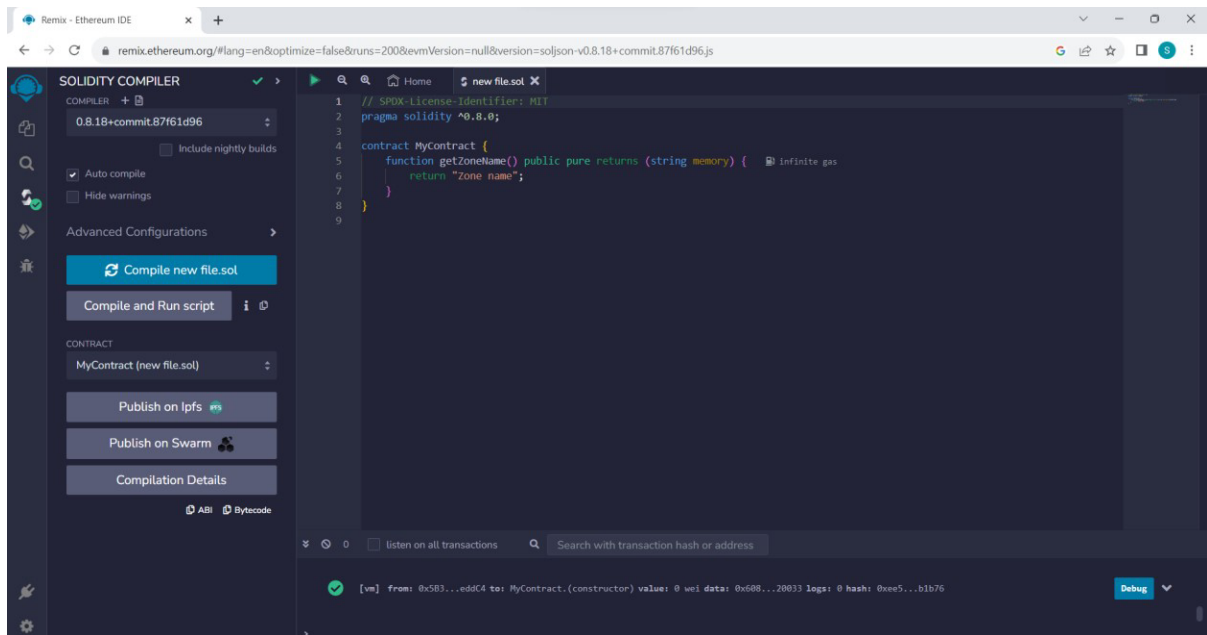 Remix - Ethereum IDE
remix.ethereum.org/#lang=en&optimize=false&runs=200&evmVersion=null&version=soljson-v0.8.18+commit.87f61d96.js
G
S
SOLIDITY COMPILER
COMPILER
0.8.18+commit.87f61d96
Include nightly builds
Auto compile
Hide warnings
Advanced Configurations
Compile new file.sol
Compile and Run script
i
CONTRACT
MyContract (new file.sol)
Publish on Ipfs
IPFS
Publish on Swarm
Compilation Details
ABI Bytecode
Home new file.sol
1 // SPDX-License-Identifier: MIT
2 pragma solidity ^0.8.0;
3
4 contract MyContract {
5 function getZoneName() public pure returns (string memory) { infinite gas
6 return "Zone name";
7 }
8 }
9
0 listen on all transactions Search with transaction hash or address
[vm] from: 0x5B3...eddC4 to: MyContract.(constructor) value: 0 wei data: 0x608...20033 logs: 0 hash: 0xee5...b1b76
Debug
>